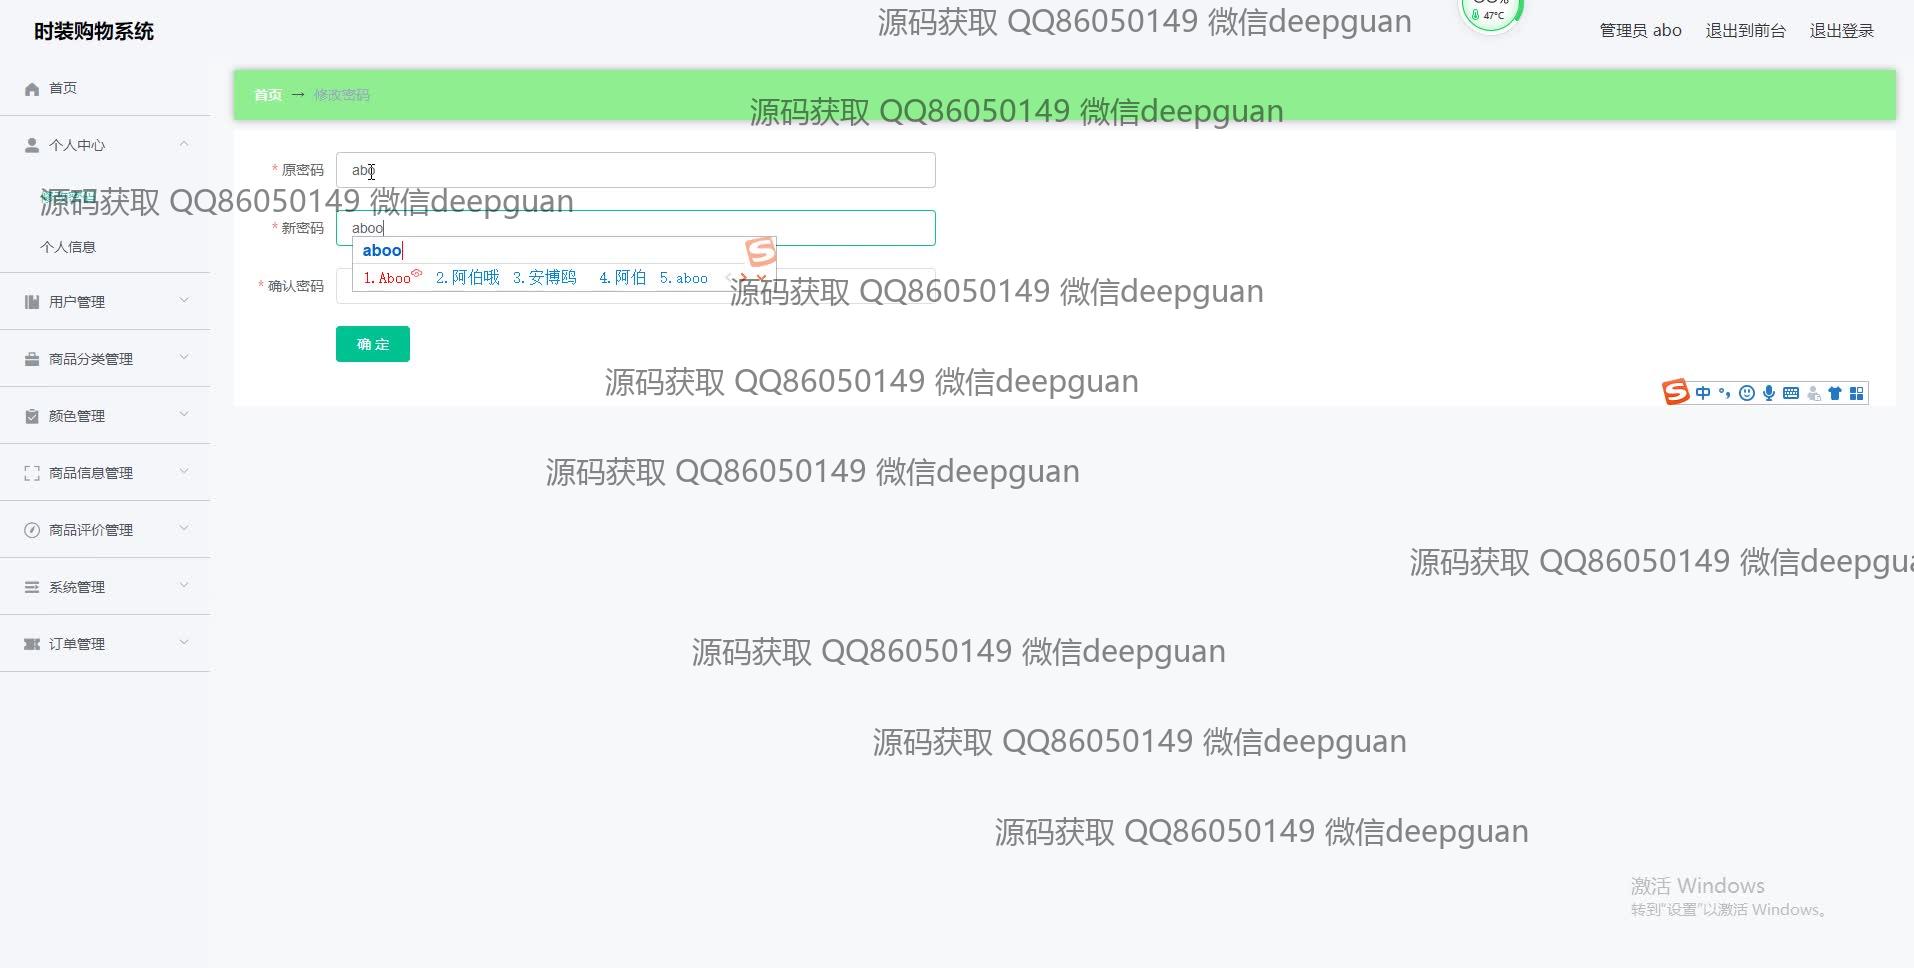 时装购物系统
源码获取 QQ86050149 微信deepguan
47°C
管理员 abo 退出到前台 退出登录
首页
首页 → 修改密码
源码获取 QQ86050149 微信deepguan
个人中心
* 原密码 abo
源码获取 QQ86050149 微信deepguan
* 新密码 aboo
个人信息
aboo
1.Aboo 2.阿伯哦 3.安博鸥 4.阿伯 5.aboo
* 确认密码
源码获取 QQ86050149 微信deepguan
用户管理
确定
商品分类管理
源码获取 QQ86050149 微信deepguan
中
颜色管理
商品信息管理
源码获取 QQ86050149 微信deepguan
商品评价管理
源码获取 QQ86050149 微信deepgua
系统管理
订单管理
源码获取 QQ86050149 微信deepguan
源码获取 QQ86050149 微信deepguan
源码获取 QQ86050149 微信deepguan
激活 Windows
转到“设置”以激活 Windows。